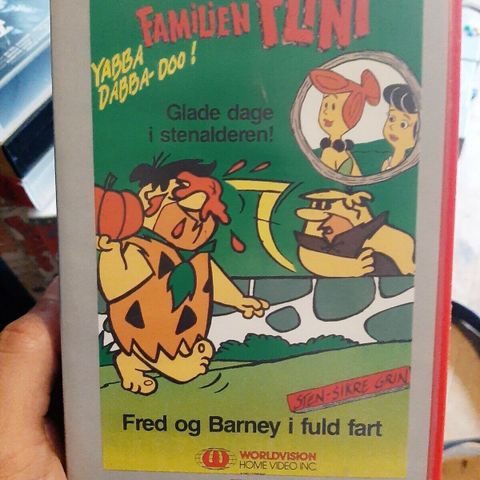 FAMILIEN FLINT
YABBA
DABBA-DOO!
Glade dage
i stenalderen!
STEN-SIKRE GRIN
Fred og Barney i fuld fart
WORLDVISION
HOME VIDEO INC.